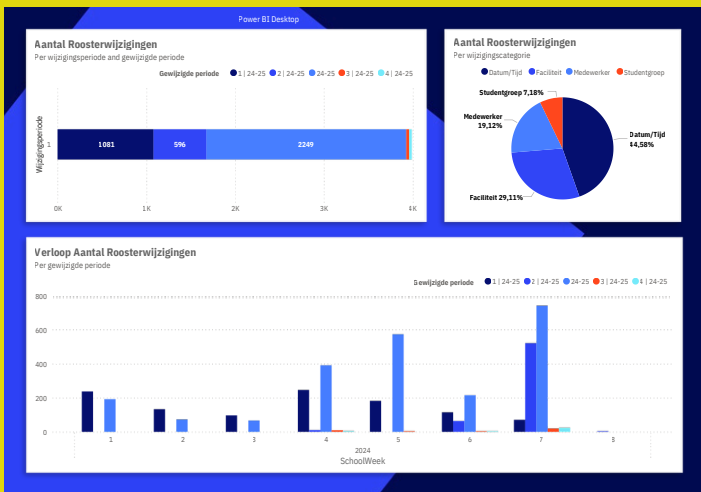 Power BI Desktop
Aantal Roosterwijzigingen
Per wijzigingsperiode and gewijzigde periode
Gewijzigde periode 1 | 24-25 2 | 24-25 24-25 3 | 24-25 4 | 24-25
Wijzigingsperiode
1
1081 596 2249
0K 1K 2K 3K 4K
Aantal Roosterwijzigingen
Per wijzigingscategorie
Datum/Tijd Faciliteit Medewerker Studentgroep
Studentgroep 7,18%
Medewerker
19,12%
Datum/Tijd
44,58%
Faciliteit 29,11%
Verloop Aantal Roosterwijzigingen
Per gewijzigde periode
Gewijzigde periode 1 | 24-25 2 | 24-25 24-25 3 | 24-25 4 | 24-25
800
600
400
200
0
1 2 3 4 5 6 7 8
2024
SchoolWeek